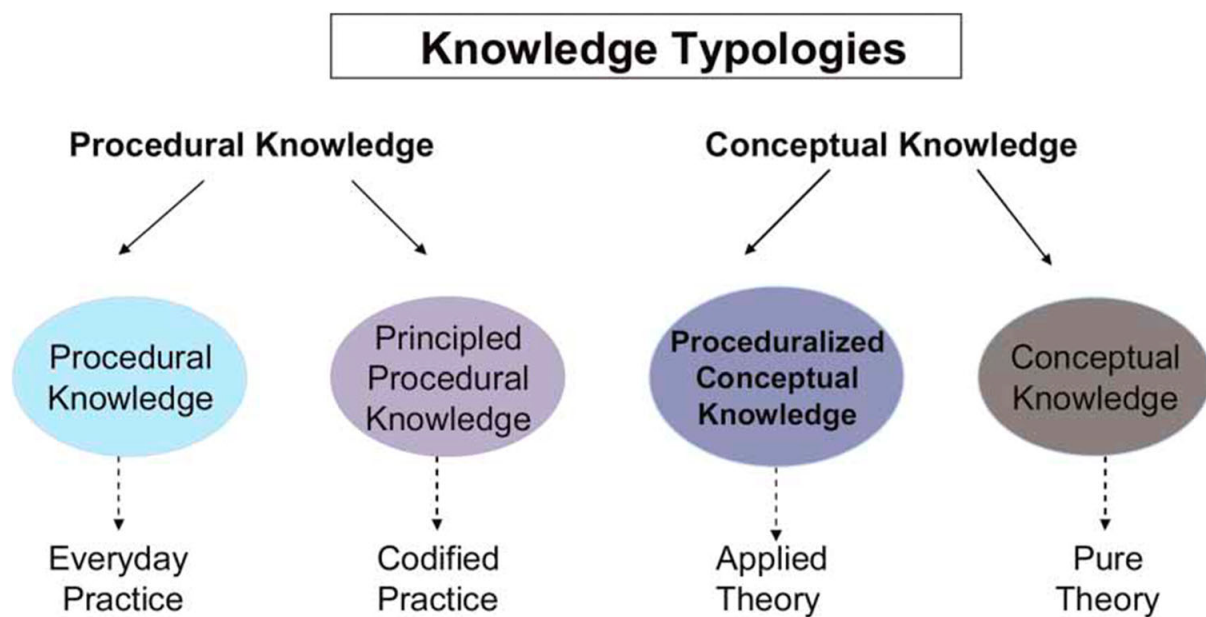 Knowledge Typologies
Procedural Knowledge
Conceptual Knowledge
Procedural
Knowledge
Principled
Procedural
Knowledge
Proceduralized
Conceptual
Knowledge
Conceptual
Knowledge
Everyday
Practice
Codified
Practice
Applied
Theory
Pure
Theory